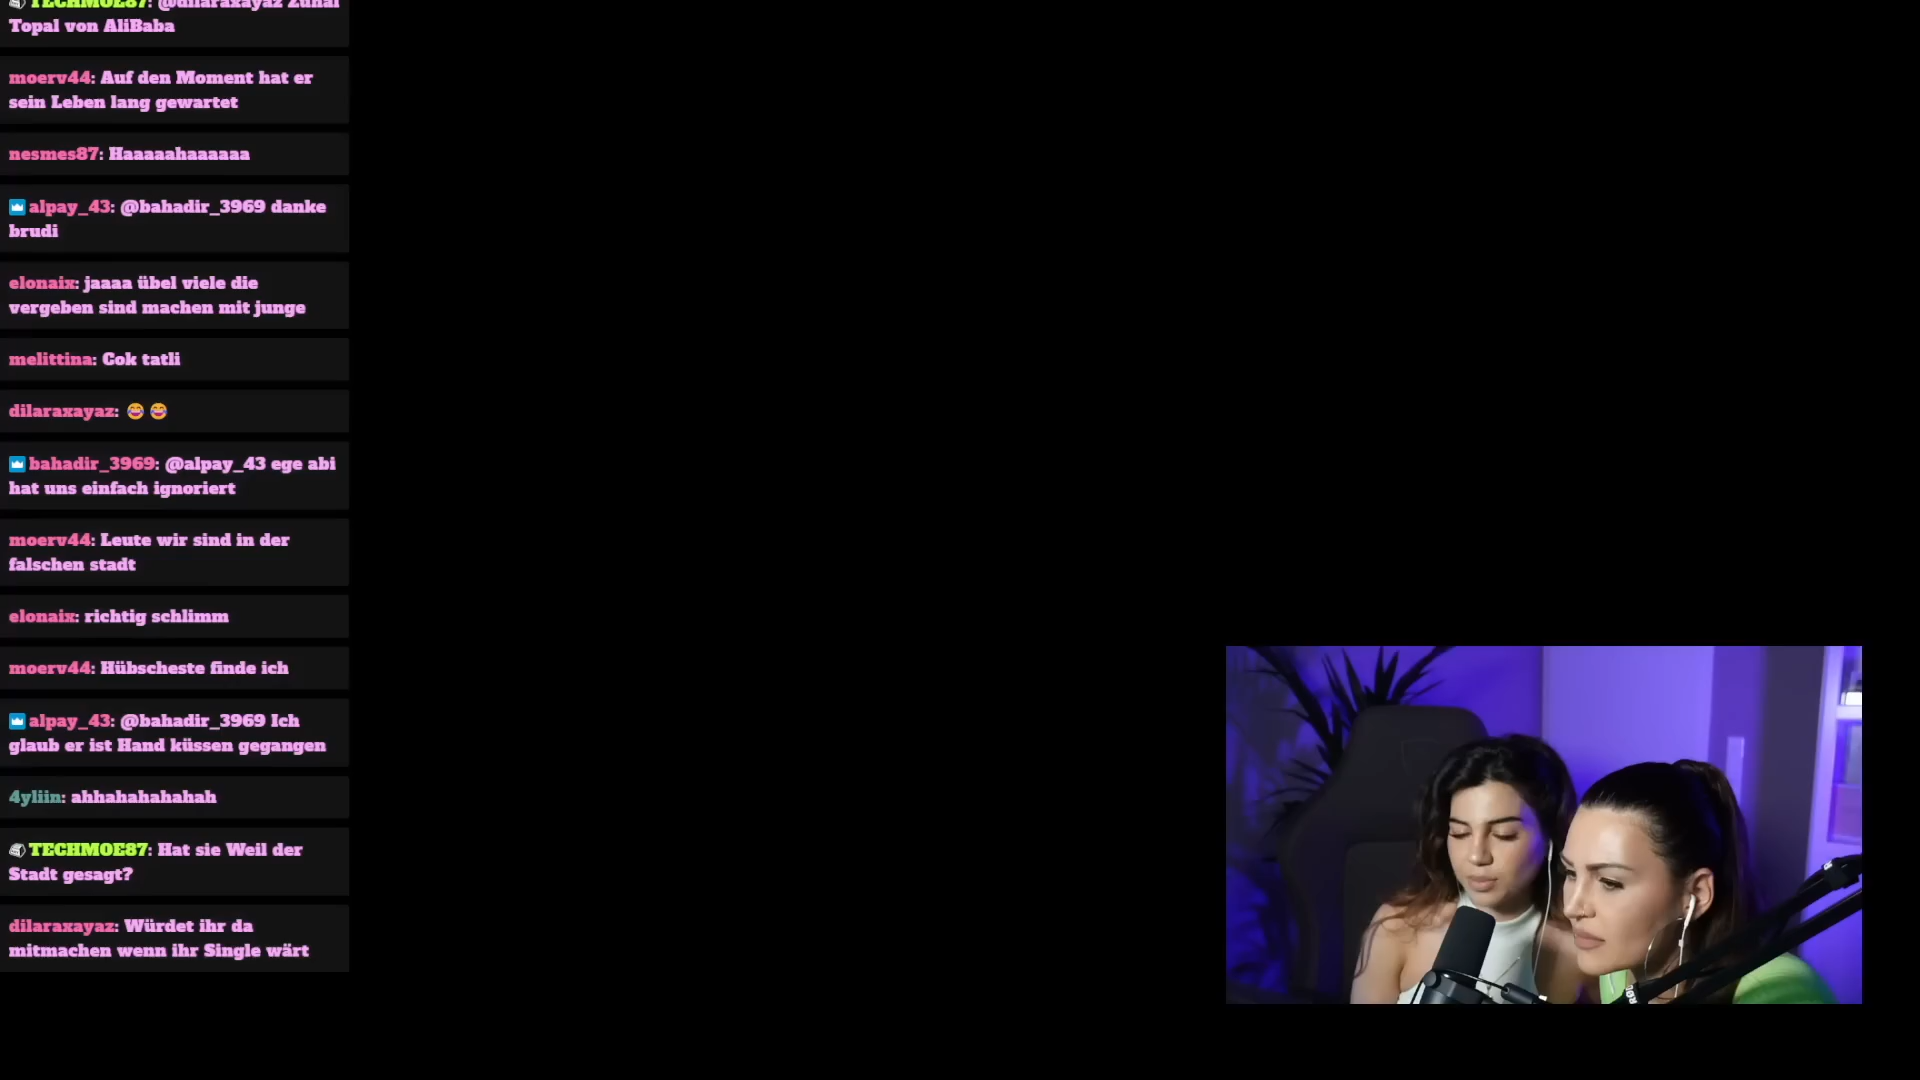 TECHMOE87: @dilaraxayaz Zuhal
Topal von AliBaba
moerv44: Auf den Moment hat er
sein Leben lang gewartet
nesmes87: Haaaaahaaaaaa
alpay_43: @bahadir_3969 danke
brudi
elonaix: jaaaa übel viele die
vergeben sind machen mit junge
melittina: Cok tatli
dilaraxayaz: 😂 😂
bahadir_3969: @alpay_43 ege abi
hat uns einfach ignoriert
moerv44: Leute wir sind in der
falschen stadt
elonaix: richtig schlimm
moerv44: Hübscheste finde ich
alpay_43: @bahadir_3969 Ich
glaub er ist Hand küssen gegangen
4yliin: ahhahahahahah
TECHMOE87: Hat sie Weil der
Stadt gesagt?
dilaraxayaz: Würdet ihr da
mitmachen wenn ihr Single wärt